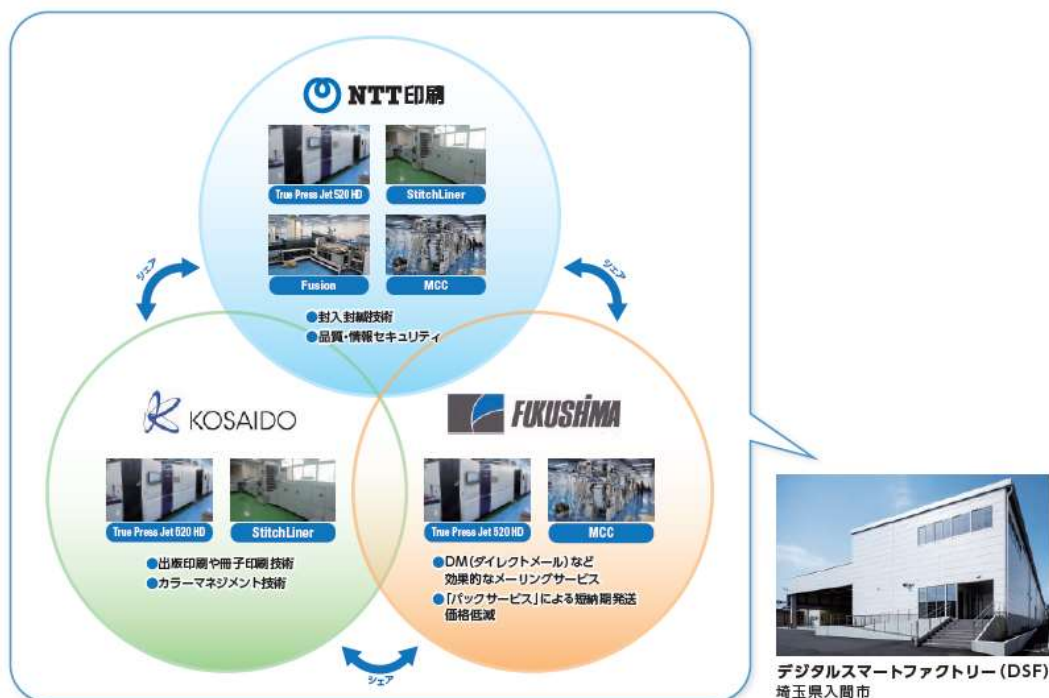 NTT印刷
True Press Jet 520 HD
StitchLiner
Fusion
MCC
●封入封緘技術
●品質・情報セキュリティ
シェア
シェア
KOSAIDO
True Press Jet 520 HD
StitchLiner
●出版印刷や冊子印刷技術
●カラーマネジメント技術
FUKUSHIMA
True Press Jet 520 HD
MCC
●DM(ダイレクトメール)など
効果的なメーリングサービス
●「パックサービス」による短納期発送
価格低減
シェア
デジタルスマートファクトリー(DSF)
埼玉県入間市